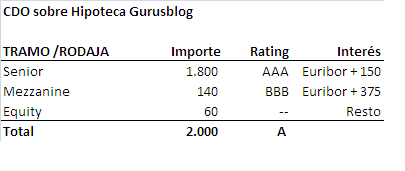 CDO sobre Hipoteca Gurusblog
TRAMO /RODAJA Importe Rating Interés
Senior 1.800 AAA Euribor + 150
Mezzanine 140 BBB Euribor + 375
Equity 60 -- Resto
Total 2.000 A